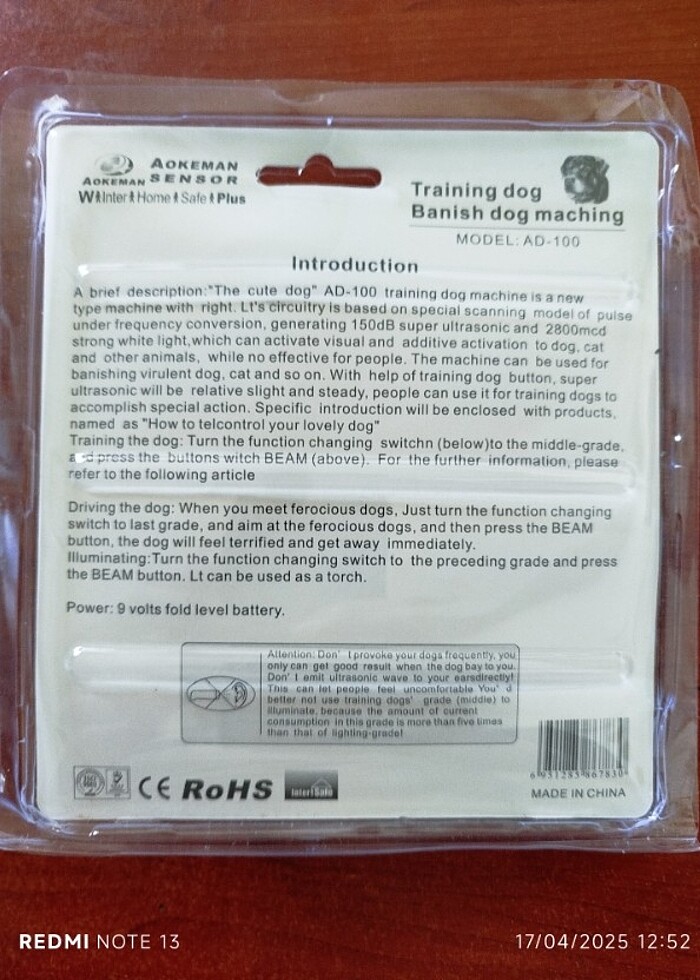 AOKEMAN
AOKEMAN SENSOR
WInter Home Safe Plus
Training dog
Banish dog maching
MODEL: AD-100
Introduction
A brief description:"The cute dog" AD-100 training dog machine is a new
type machine with right. Lt's circuitry is based on special scanning model of pulse
under frequency conversion, generating 150dB super ultrasonic and 2800mcd
strong white light,which can activate visual and additive activation to dog, cat
and other animals, while no effective for people. The machine can be used for
banishing virulent dog, cat and so on. With help of training dog button, super
ultrasonic will be relative slight and steady, people can use it for training dogs to
accomplish special action. Specific introduction will be enclosed with products,
named as "How to telcontrol your lovely dog"
Training the dog: Turn the function changing switchn (below)to the middle-grade,
and press the buttons witch BEAM (above). For the further information, please
refer to the following article
Driving the dog: When you meet ferocious dogs, Just turn the function changing
switch to last grade, and aim at the ferocious dogs, and then press the BEAM
button, the dog will feel terrified and get away immediately.
Illuminating:Turn the function changing switch to the preceding grade and press
the BEAM button. Lt can be used as a torch.
Power: 9 volts fold level battery.
Attention: Don' t provoke your dogs frequently, you
only can get good result when the dog bay to you.
Don' t emit ultrasonic wave to your earsdirectly!
This can let people feel uncomfortable You' d
better not use training dogs' grade (middle) to
illuminate, because the amount of current
consumption in this grade is more than five times
than that of lighting-grade!
6 951285 867830
CE RoHS Inter Safe
MADE IN CHINA
REDMI NOTE 13
17/04/2025 12:52